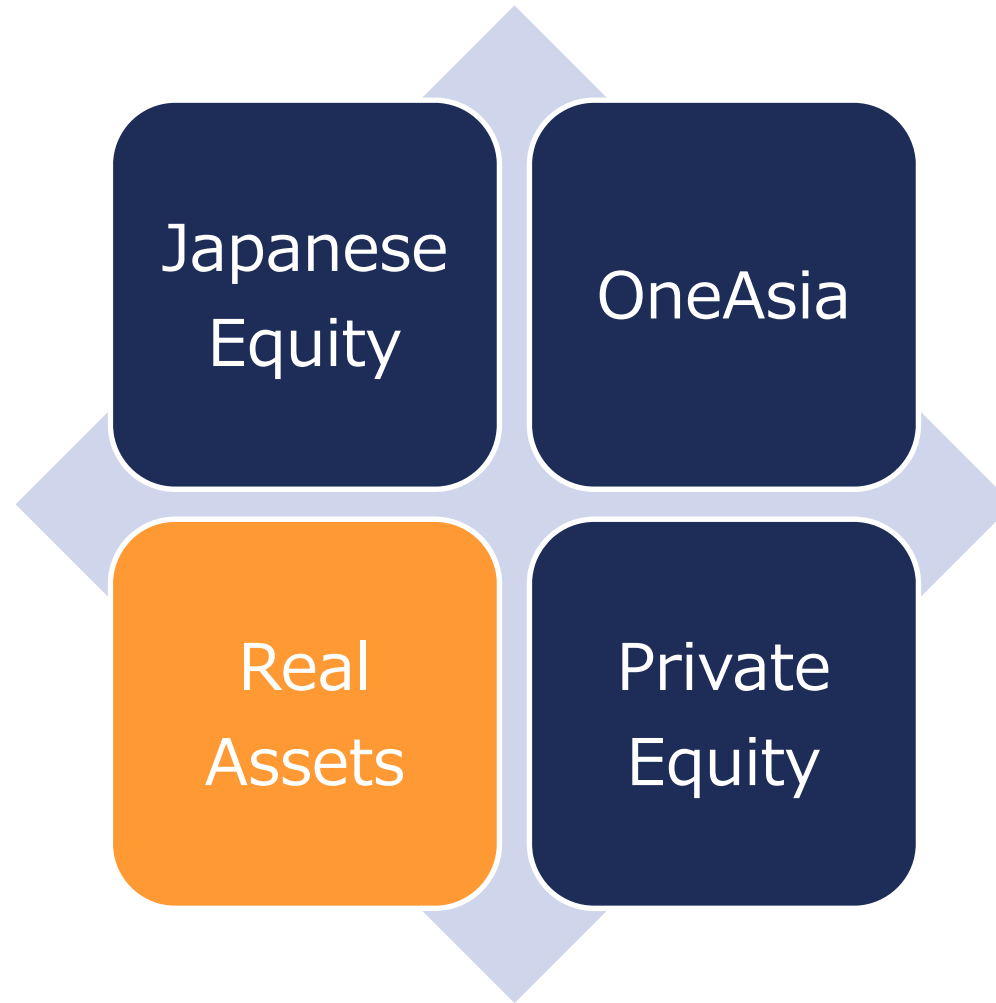 Japanese
Equity
OneAsia
Real
Assets
Private
Equity